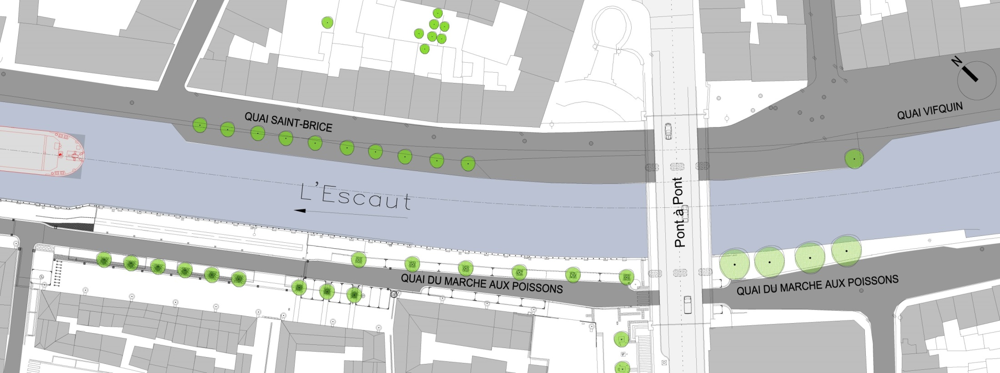 N
QUAI VIFQUIN
QUAI SAINT-BRICE
L'Escaut
Pont à Pont
QUAI DU MARCHE AUX POISSONS
QUAI DU MARCHE AUX POISSONS